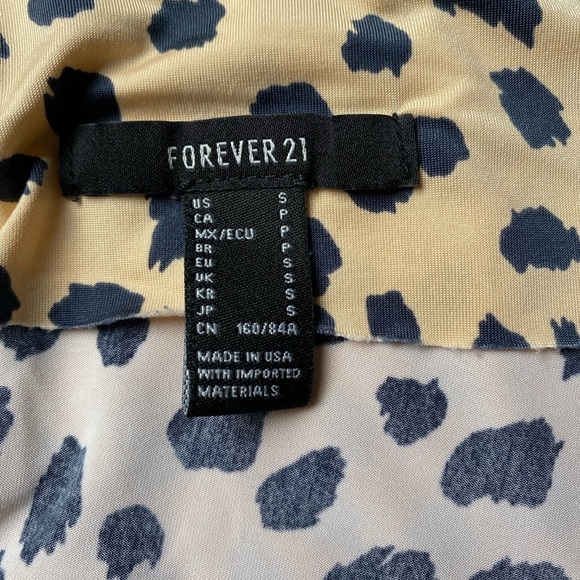 FOREVER 21
US S
CA P
MX/ECU P
BR P
EU S
UK S
KR S
JP S
CN 160/84A
MADE IN USA
WITH IMPORTED
MATERIALS